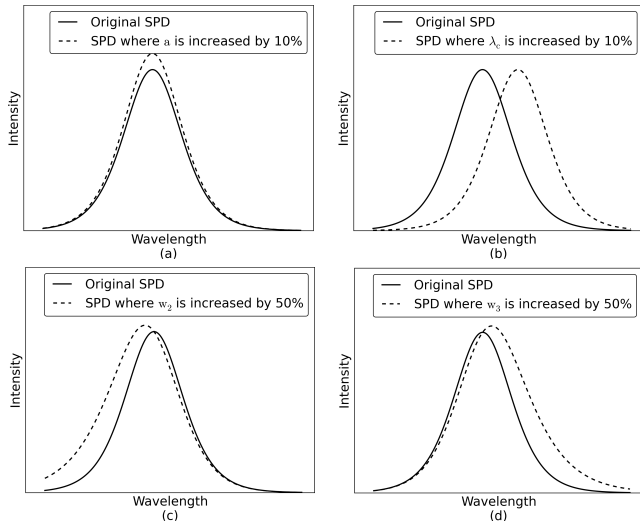 Original SPD
SPD where a is increased by 10%
Intensity
Wavelength
(a)
Original SPD
SPD where λc is increased by 10%
Intensity
Wavelength
(b)
Original SPD
SPD where w2 is increased by 50%
Intensity
Wavelength
(c)
Original SPD
SPD where w3 is increased by 50%
Intensity
Wavelength
(d)